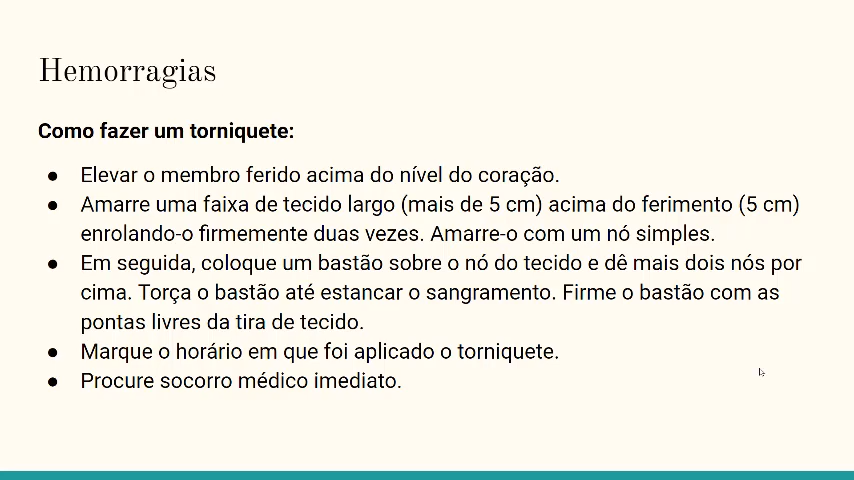 Hemorragias
Como fazer um torniquete:
● Elevar o membro ferido acima do nível do coração.
● Amarre uma faixa de tecido largo (mais de 5 cm) acima do ferimento (5 cm)
enrolando-o firmemente duas vezes. Amarre-o com um nó simples.
● Em seguida, coloque um bastão sobre o nó do tecido e dê mais dois nós por
cima. Torça o bastão até estancar o sangramento. Firme o bastão com as
pontas livres da tira de tecido.
● Marque o horário em que foi aplicado o torniquete.
● Procure socorro médico imediato.